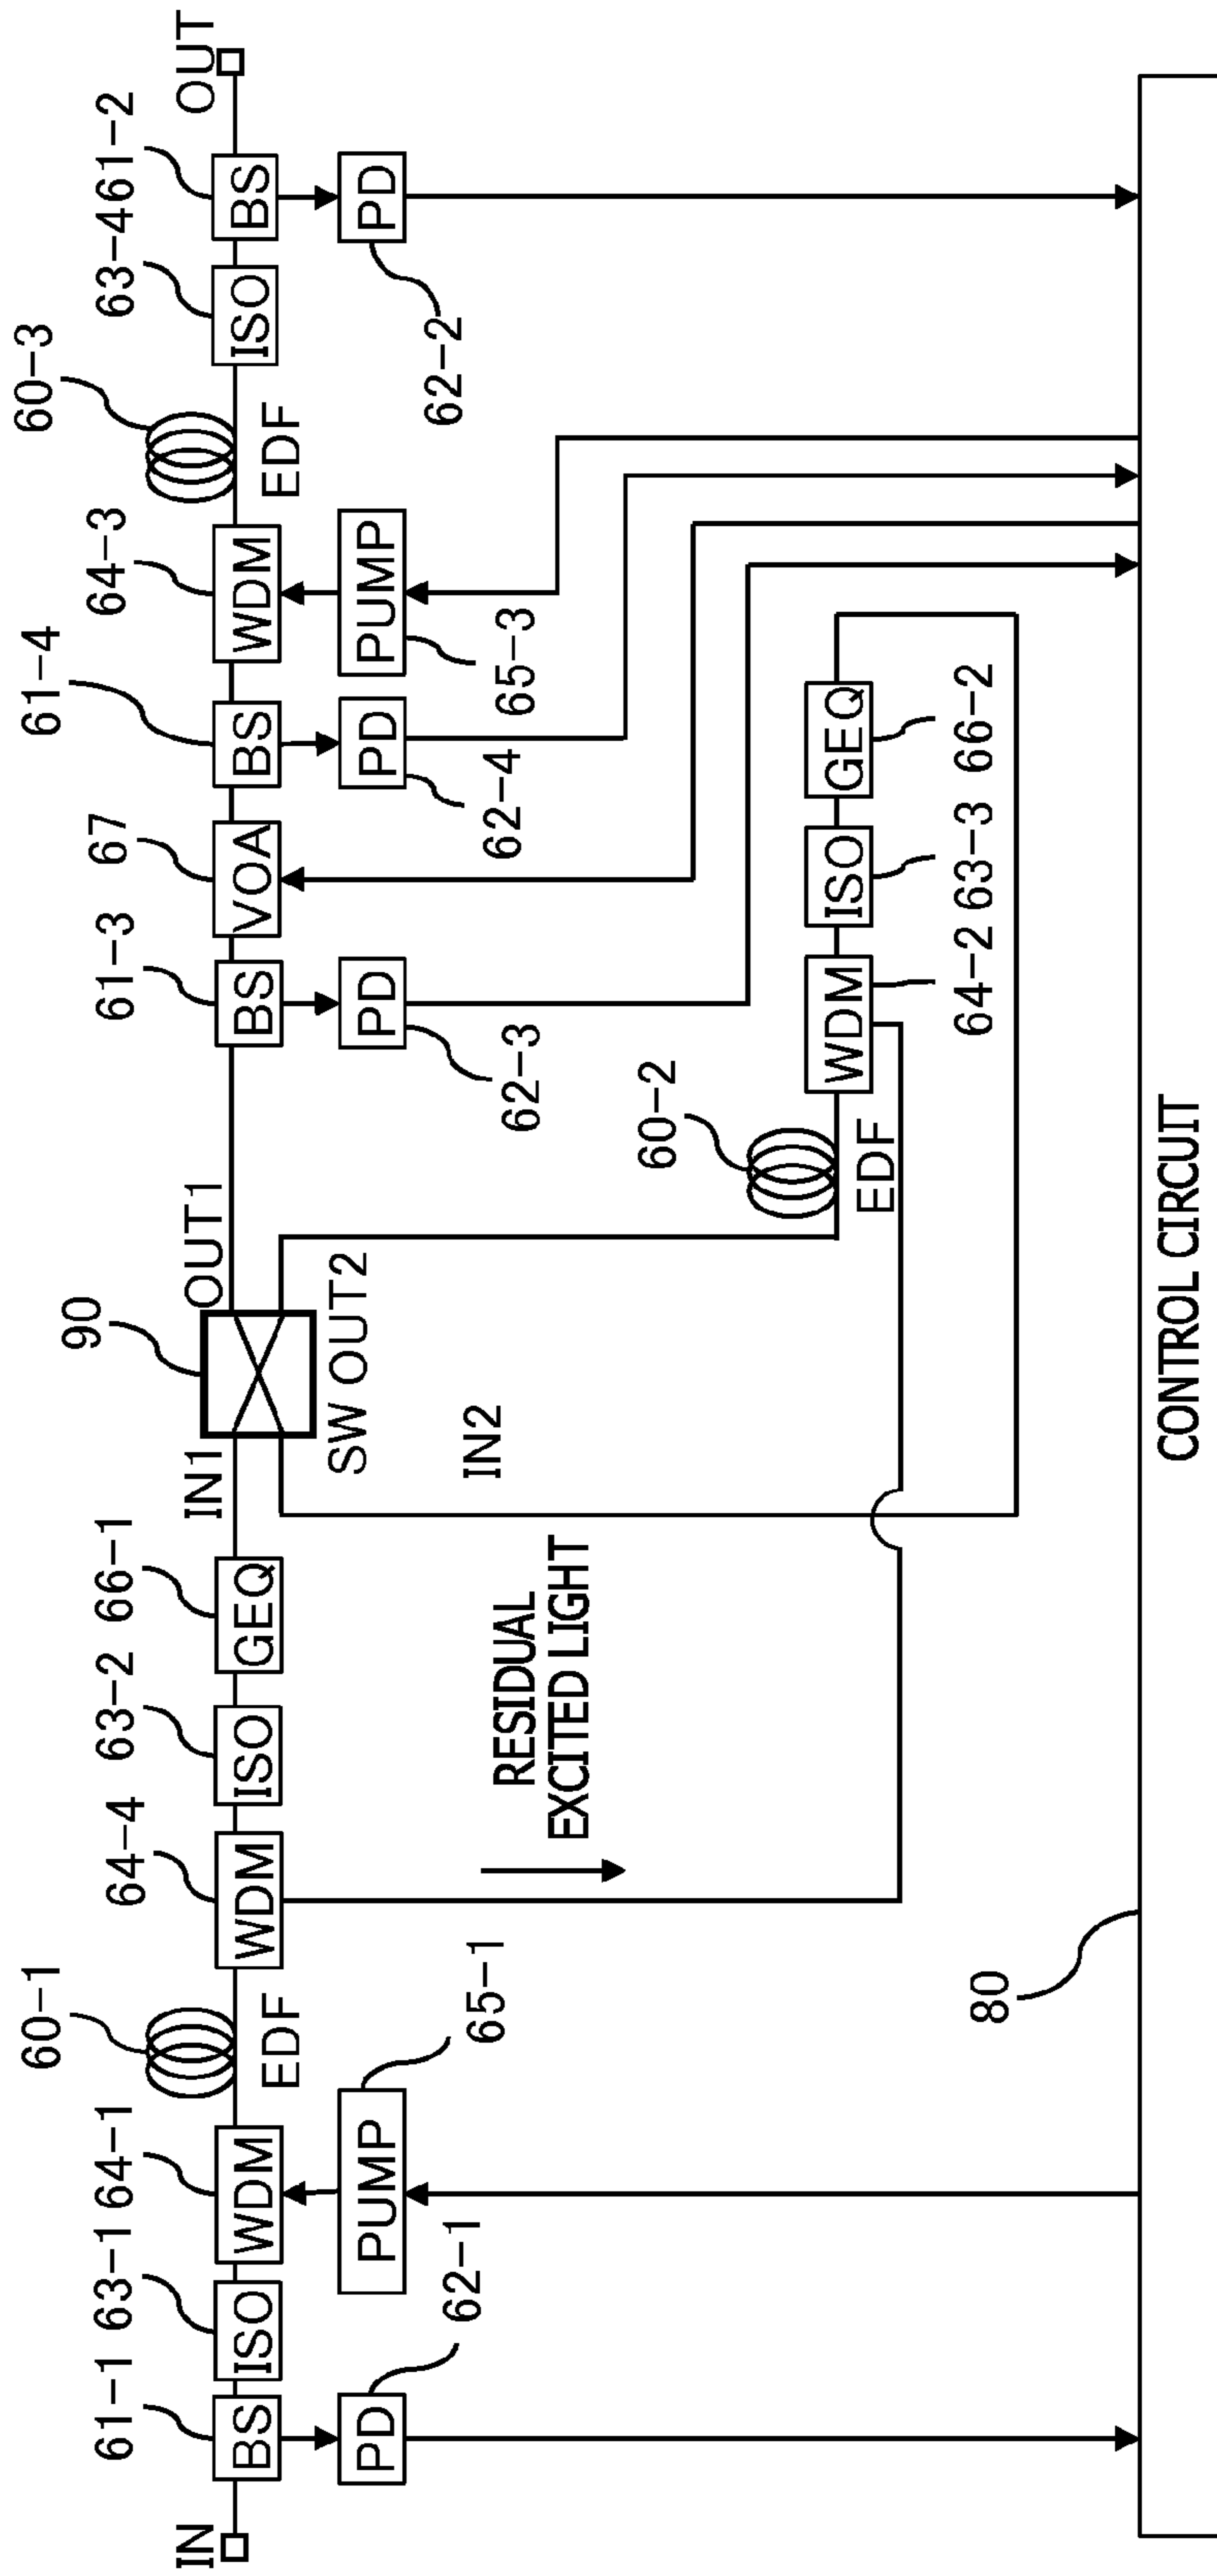 60-1
60-3
61-1
63-1
64-1
64-4
63-2
66-1
90
61-3
67
61-4
64-3
63-4
61-2
IN
BS
ISO
WDM
EDF
WDM
ISO
GEQ
IN1
OUT1
BS
VOA
BS
WDM
EDF
ISO
BS
OUT
SW OUT2
PD
PUMP
PD
PD
PUMP
PD
62-1
65-1
RESIDUAL
EXCITED LIGHT
IN2
62-3
62-4
65-3
62-2
60-2
EDF
WDM
ISO
GEQ
64-2
63-3
66-2
80
CONTROL CIRCUIT